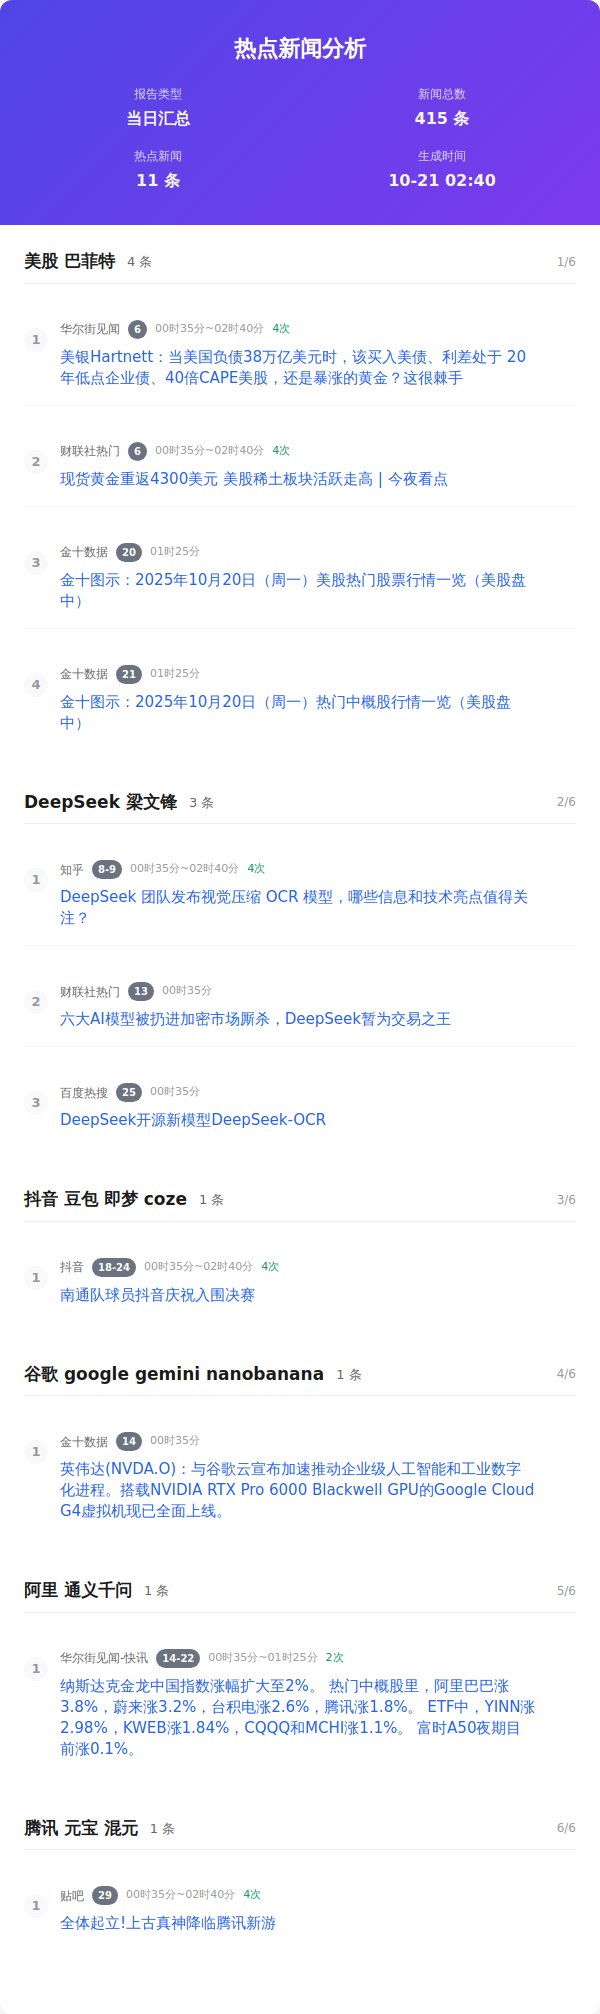 热点新闻分析
报告类型
当日汇总
新闻总数
415 条
热点新闻
11 条
生成时间
10-21 02:40
美股 巴菲特 4 条 1/6
1
华尔街见闻 6 00时35分~02时40分 4次
美银Hartnett：当美国负债38万亿美元时，该买入美债、利差处于 20
年低点企业债、40倍CAPE美股，还是暴涨的黄金？这很棘手
2
财联社热门 6 00时35分~02时40分 4次
现货黄金重返4300美元 美股稀土板块活跃走高 | 今夜看点
3
金十数据 20 01时25分
金十图示：2025年10月20日（周一）美股热门股票行情一览（美股盘
中）
4
金十数据 21 01时25分
金十图示：2025年10月20日（周一）热门中概股行情一览（美股盘
中）
DeepSeek 梁文锋 3 条 2/6
1
知乎 8-9 00时35分~02时40分 4次
DeepSeek 团队发布视觉压缩 OCR 模型，哪些信息和技术亮点值得关
注？
2
财联社热门 13 00时35分
六大AI模型被扔进加密市场厮杀，DeepSeek暂为交易之王
3
百度热搜 25 00时35分
DeepSeek开源新模型DeepSeek-OCR
抖音 豆包 即梦 coze 1 条 3/6
1
抖音 18-24 00时35分~02时40分 4次
南通队球员抖音庆祝入围决赛
谷歌 google gemini nanobanana 1 条 4/6
1
金十数据 14 00时35分
英伟达(NVDA.O)：与谷歌云宣布加速推动企业级人工智能和工业数字
化进程。搭载NVIDIA RTX Pro 6000 Blackwell GPU的Google Cloud
G4虚拟机现已全面上线。
阿里 通义千问 1 条 5/6
1
华尔街见闻-快讯 14-22 00时35分~01时25分 2次
纳斯达克金龙中国指数涨幅扩大至2%。 热门中概股里，阿里巴巴涨
3.8%，蔚来涨3.2%，台积电涨2.6%，腾讯涨1.8%。 ETF中，YINN涨
2.98%，KWEB涨1.84%，CQQQ和MCHI涨1.1%。 富时A50夜期目
前涨0.1%。
腾讯 元宝 混元 1 条 6/6
1
贴吧 29 00时35分~02时40分 4次
全体起立!上古真神降临腾讯新游